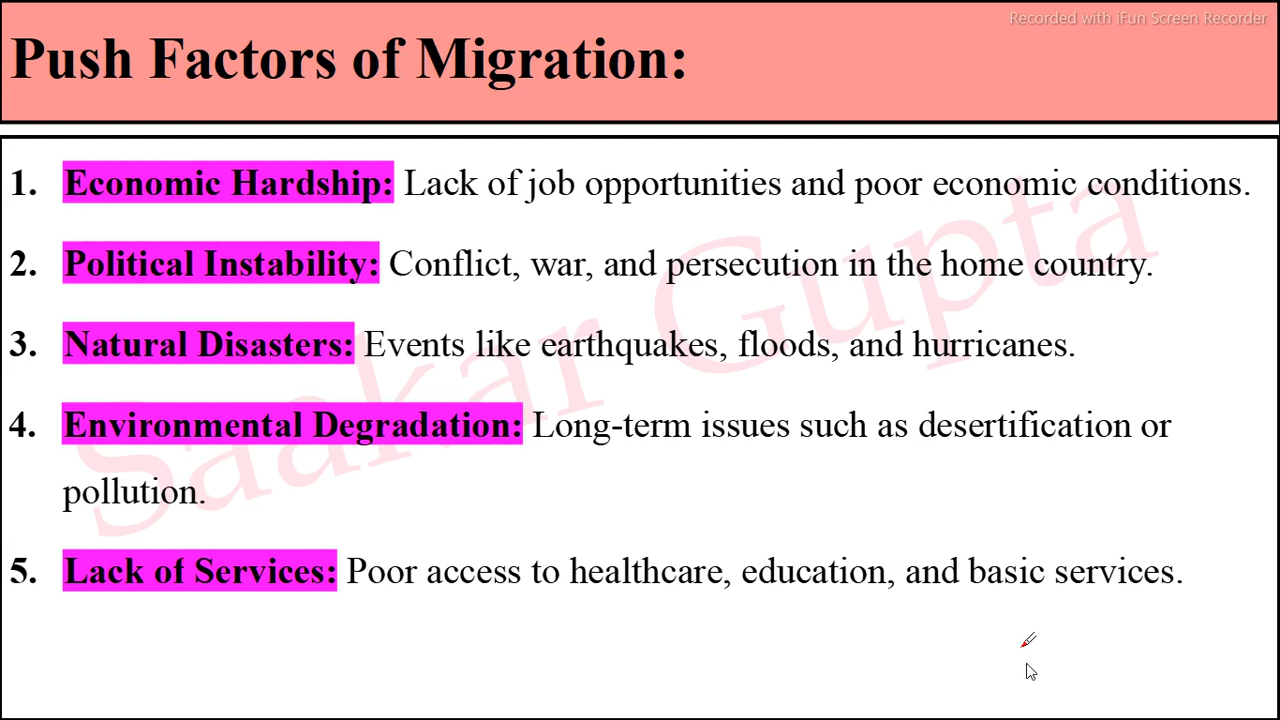 Recorded with iFun Screen Recorder
Push Factors of Migration:
1. Economic Hardship: Lack of job opportunities and poor economic conditions.
2. Political Instability: Conflict, war, and persecution in the home country.
3. Natural Disasters: Events like earthquakes, floods, and hurricanes.
4. Environmental Degradation: Long-term issues such as desertification or
pollution.
5. Lack of Services: Poor access to healthcare, education, and basic services.
Saakar Gupta